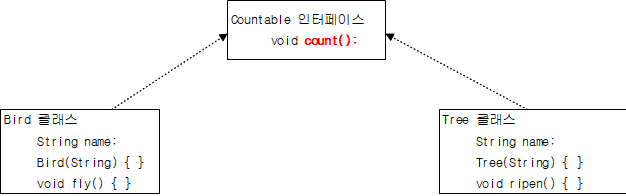 Countable 인터페이스
void count();
Bird 클래스
String name;
Bird(String) { }
void fly() { }
Tree 클래스
String name;
Tree(String) { }
void ripen() { }